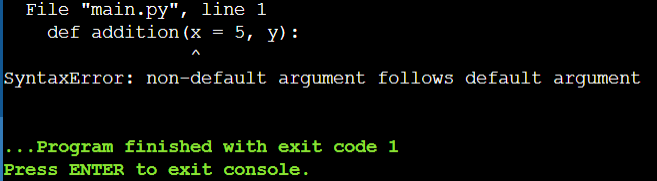 File "main.py", line 1
def addition(x = 5, y):
^
SyntaxError: non-default argument follows default argument
...Program finished with exit code 1
Press ENTER to exit console.